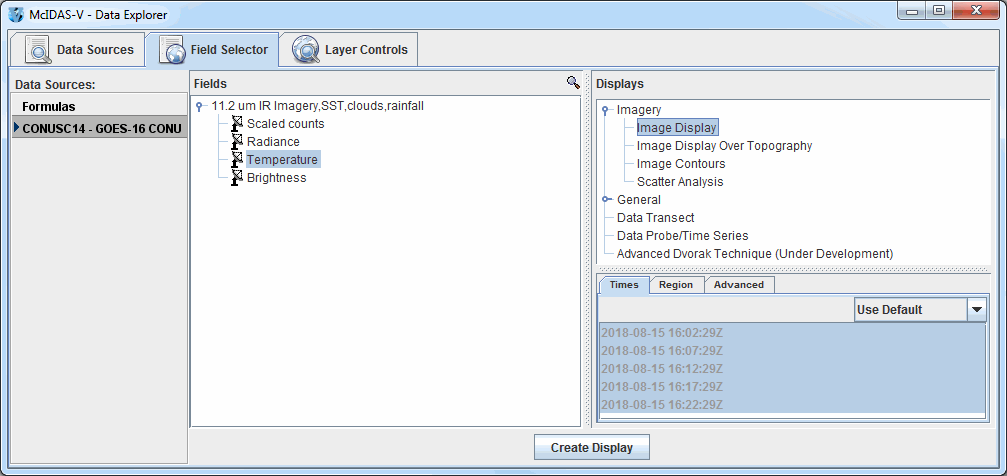 McIDAS-V - Data Explorer
Data Sources
Field Selector
Layer Controls
Data Sources:
Formulas
CONUSC14 - GOES-16 CONU
Fields
11.2 um IR Imagery,SST,clouds,rainfall
Scaled counts
Radiance
Temperature
Brightness
Displays
Imagery
Image Display
Image Display Over Topography
Image Contours
Scatter Analysis
General
Data Transect
Data Probe/Time Series
Advanced Dvorak Technique (Under Development)
Times
Region
Advanced
Use Default
2018-08-15 16:02:29Z
2018-08-15 16:07:29Z
2018-08-15 16:12:29Z
2018-08-15 16:17:29Z
2018-08-15 16:22:29Z
Create Display